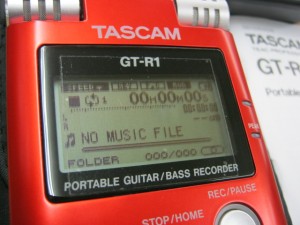 TASCAM
GT-R1
GT-R
Portable
1 00H00M00S
L
R
NO MUSIC FILE
FOLDER 000/000
PORTABLE GUITAR/BASS RECORDER
REC/PAUSE
STOP/HOME